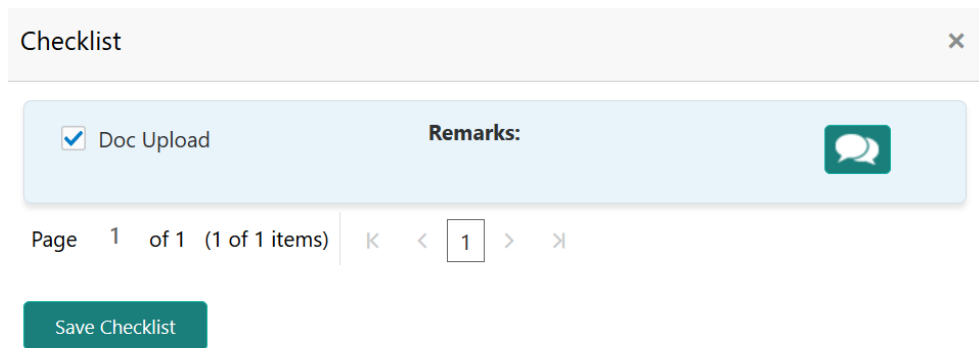 Checklist
Doc Upload Remarks:
Page 1 of 1 (1 of 1 items) 1
Save Checklist